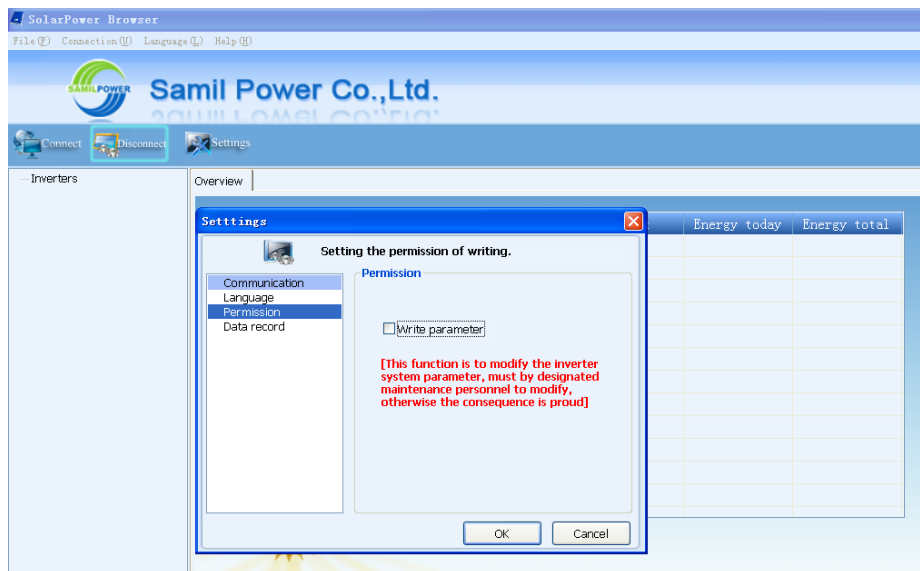 SolarPower Browser
File(F) Connection(U) Language(L) Help(H)
SAMILPOWER
Samil Power Co.,Ltd.
Connect Disconnect Settings
Inverters
Overview
Setttings
Energy today Energy total
Setting the permission of writing.
Communication
Language
Permission
Data record
Permission
Write parameter
[This function is to modify the inverter
system parameter, must by designated
maintenance personnel to modify,
otherwise the consequence is proud]
OK Cancel